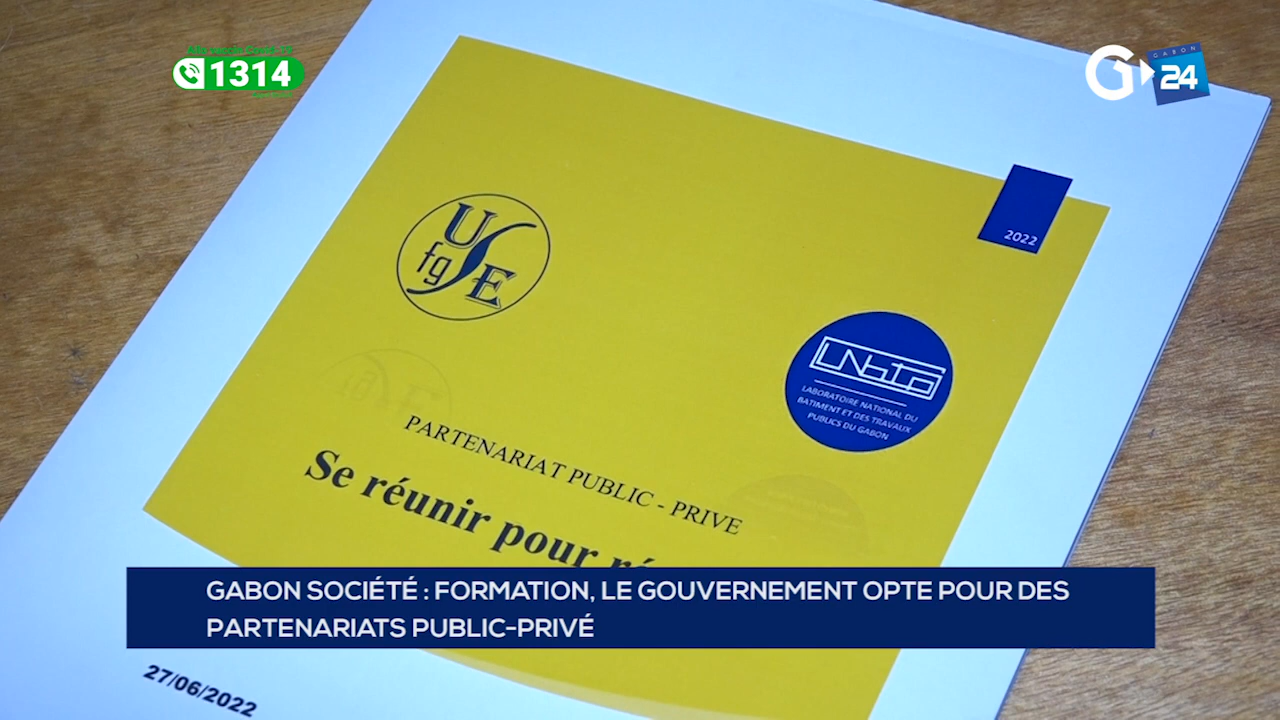 1314
G
GABON
24
2022
U
fg
E
LNBTP
LABORATOIRE NATIONAL DU
BATIMENT ET DES TRAVAUX
PUBLICS DU GABON
PARTENARIAT PUBLIC - PRIVE
Se réunir pour
GABON SOCIÉTÉ : FORMATION, LE GOUVERNEMENT OPTE POUR DES
PARTENARIATS PUBLIC-PRIVÉ
27/06/2022